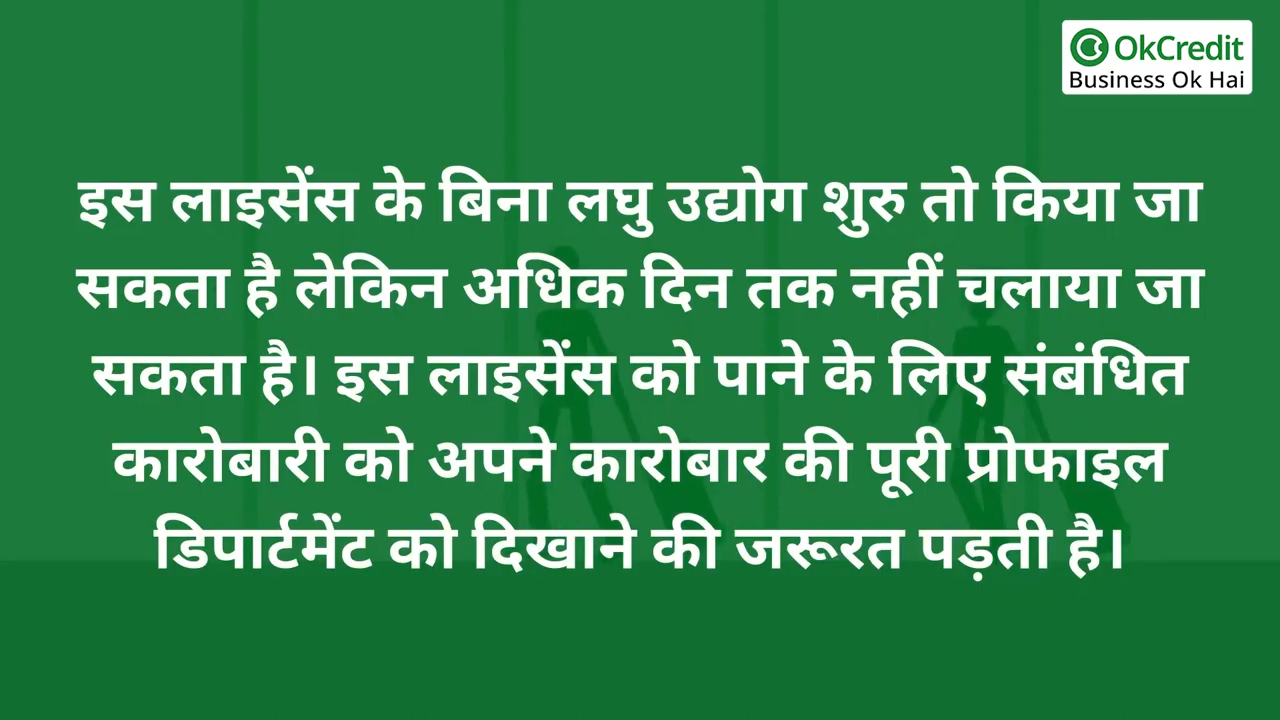 OkCredit
Business Ok Hai
इस लाइसेंस के बिना लघु उद्योग शुरु तो किया जा
सकता है लेकिन अधिक दिन तक नहीं चलाया जा
सकता है। इस लाइसेंस को पाने के लिए संबंधित
कारोबारी को अपने कारोबार की पूरी प्रोफाइल
डिपार्टमेंट को दिखाने की जरूरत पड़ती है।